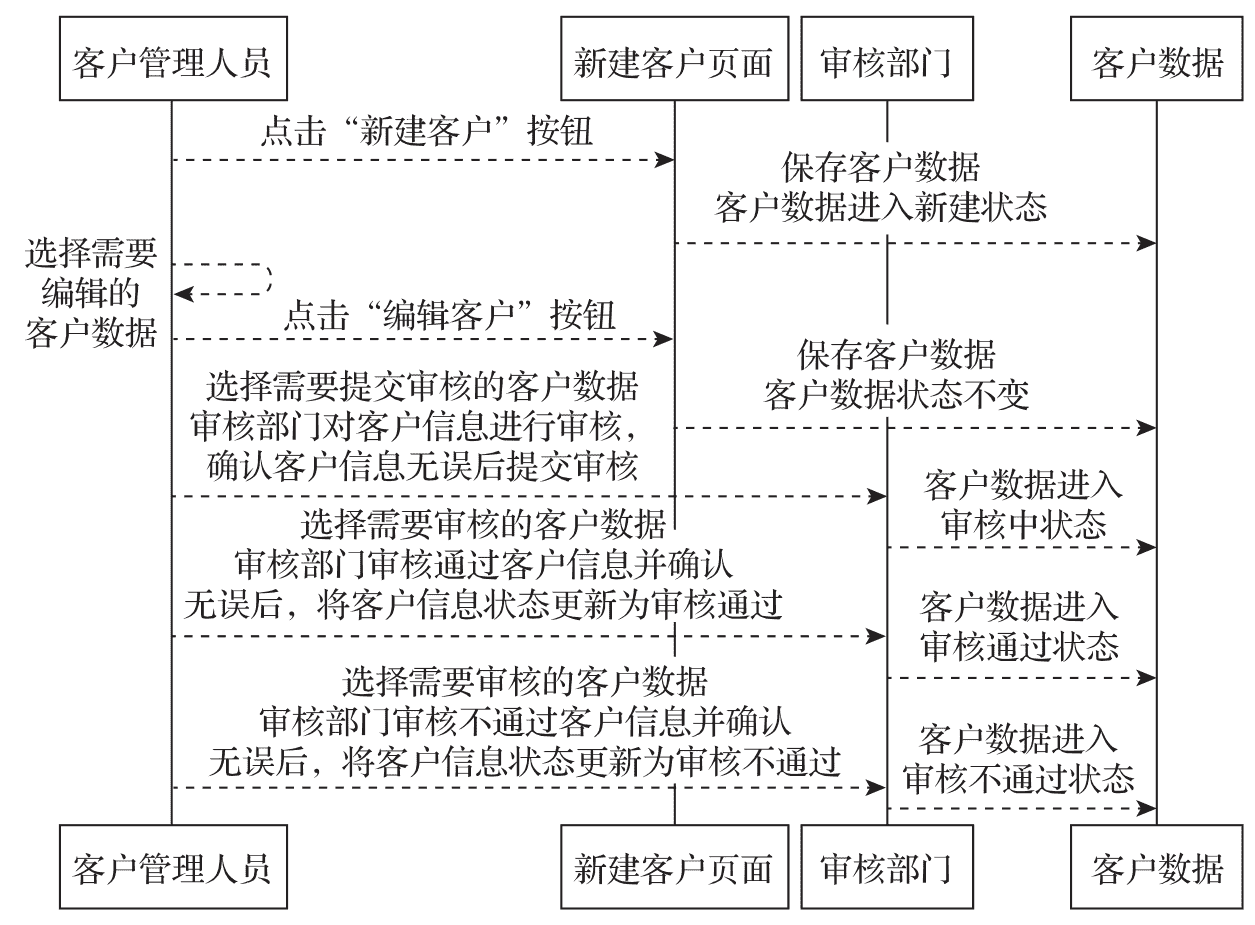 客户管理人员
新建客户页面
审核部门
客户数据
点击“新建客户”按钮
保存客户数据
客户数据进入新建状态
选择需要
编辑的
客户数据
点击“编辑客户”按钮
保存客户数据
客户数据状态不变
选择需要提交审核的客户数据
审核部门对客户信息进行审核，
确认客户信息无误后提交审核
客户数据进入
审核中状态
选择需要审核的客户数据
审核部门审核通过客户信息并确认
无误后，将客户信息状态更新为审核通过
客户数据进入
审核通过状态
选择需要审核的客户数据
审核部门审核不通过客户信息并确认
无误后，将客户信息状态更新为审核不通过
客户数据进入
审核不通过状态
客户管理人员
新建客户页面
审核部门
客户数据